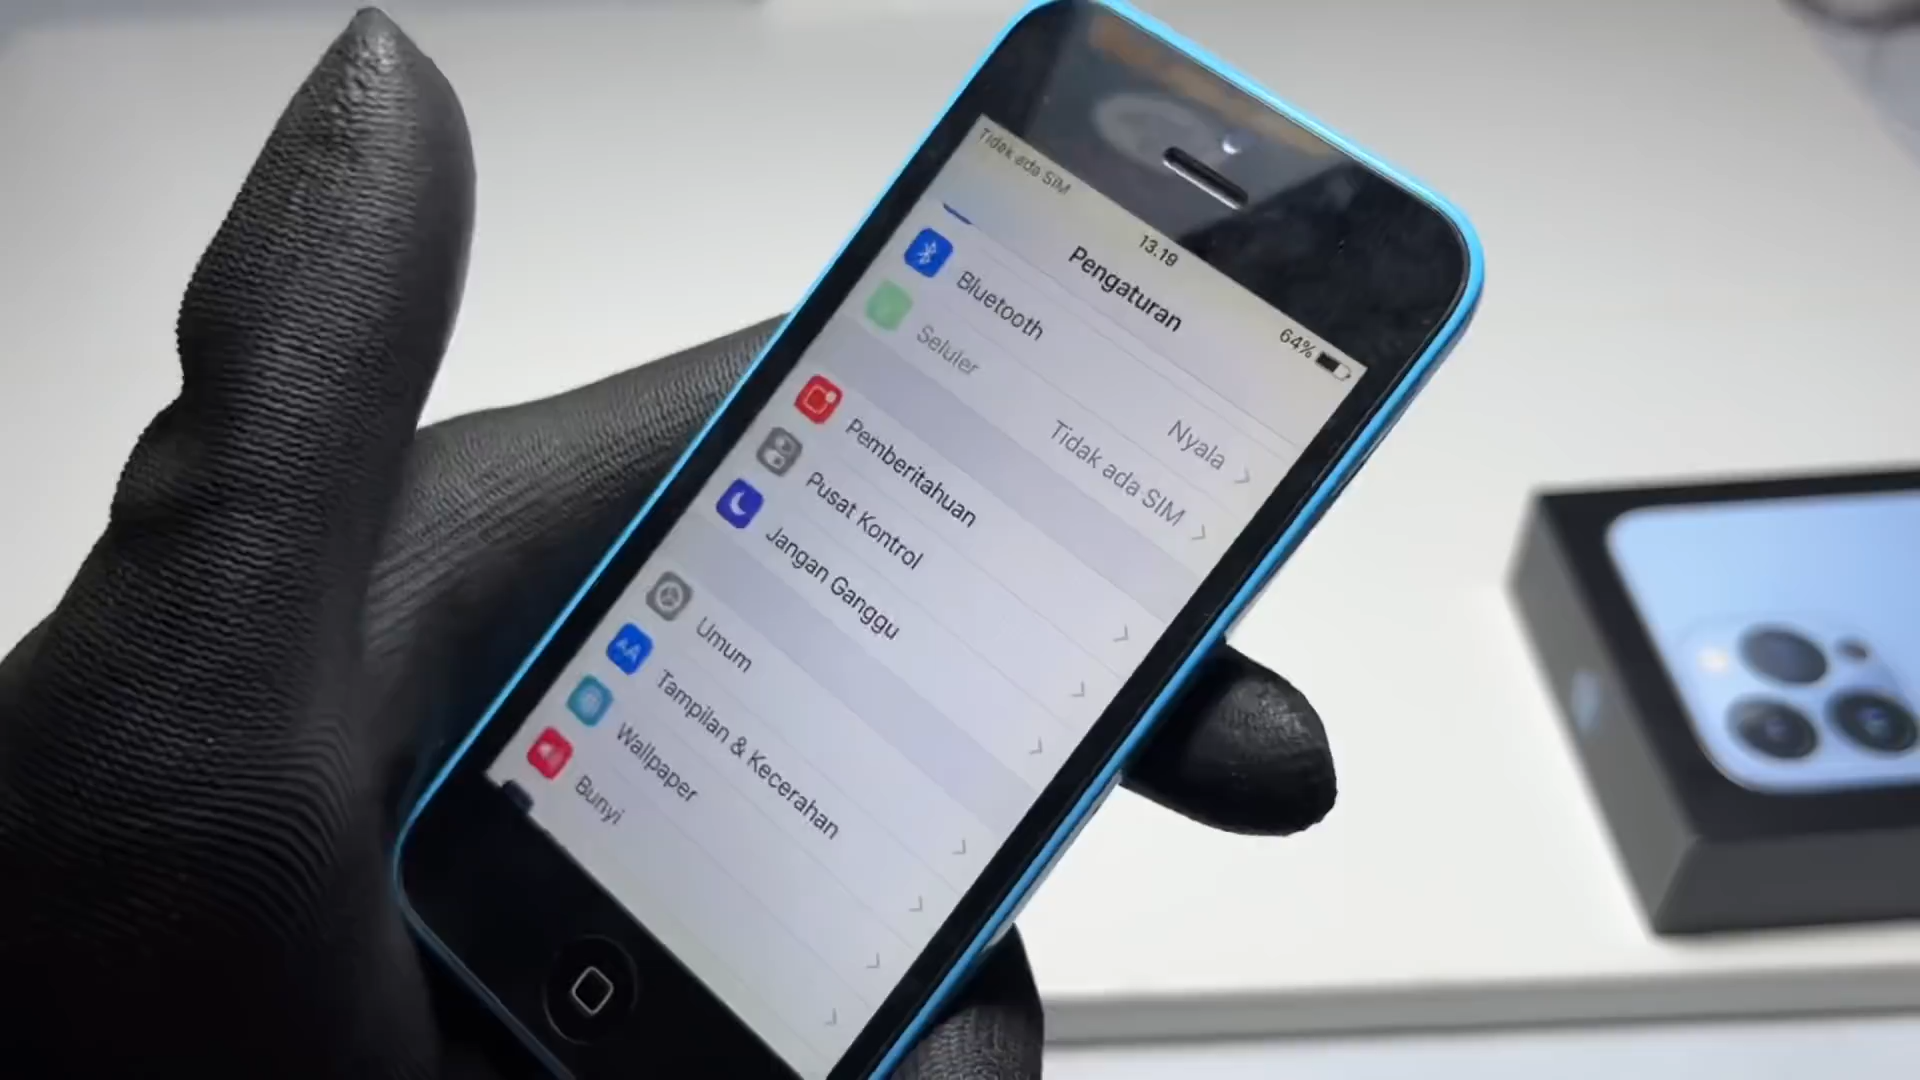 Tidak ada SIM
13.19
64%
Pengaturan
Bluetooth
Nyala
Seluler
Tidak ada SIM
Pemberitahuan
Pusat Kontrol
Jangan Ganggu
Umum
AA
Tampilan & Kecerahan
Wallpaper
Bunyi